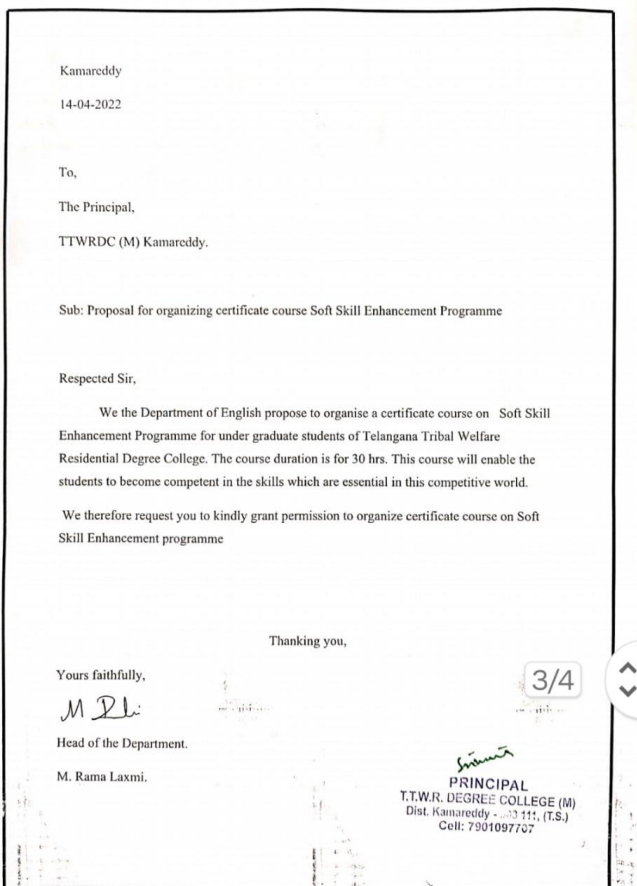 Kamareddy
14-04-2022
To,
The Principal,
TTWRDC (M) Kamareddy.
Sub: Proposal for organizing certificate course Soft Skill Enhancement Programme
Respected Sir,
We the Department of English propose to organise a certificate course on Soft Skill
Enhancement Programme for under graduate students of Telangana Tribal Welfare
Residential Degree College. The course duration is for 30 hrs. This course will enable the
students to become competent in the skills which are essential in this competitive world.
We therefore request you to kindly grant permission to organize certificate course on Soft
Skill Enhancement programme
Thanking you,
Yours faithfully,
3/4
Head of the Department.
M. Rama Laxmi.
PRINCIPAL
T.T.W.R. DEGREE COLLEGE (M)
Dist. Kamareddy - 111, (T.S.)
Cell: 7901097707